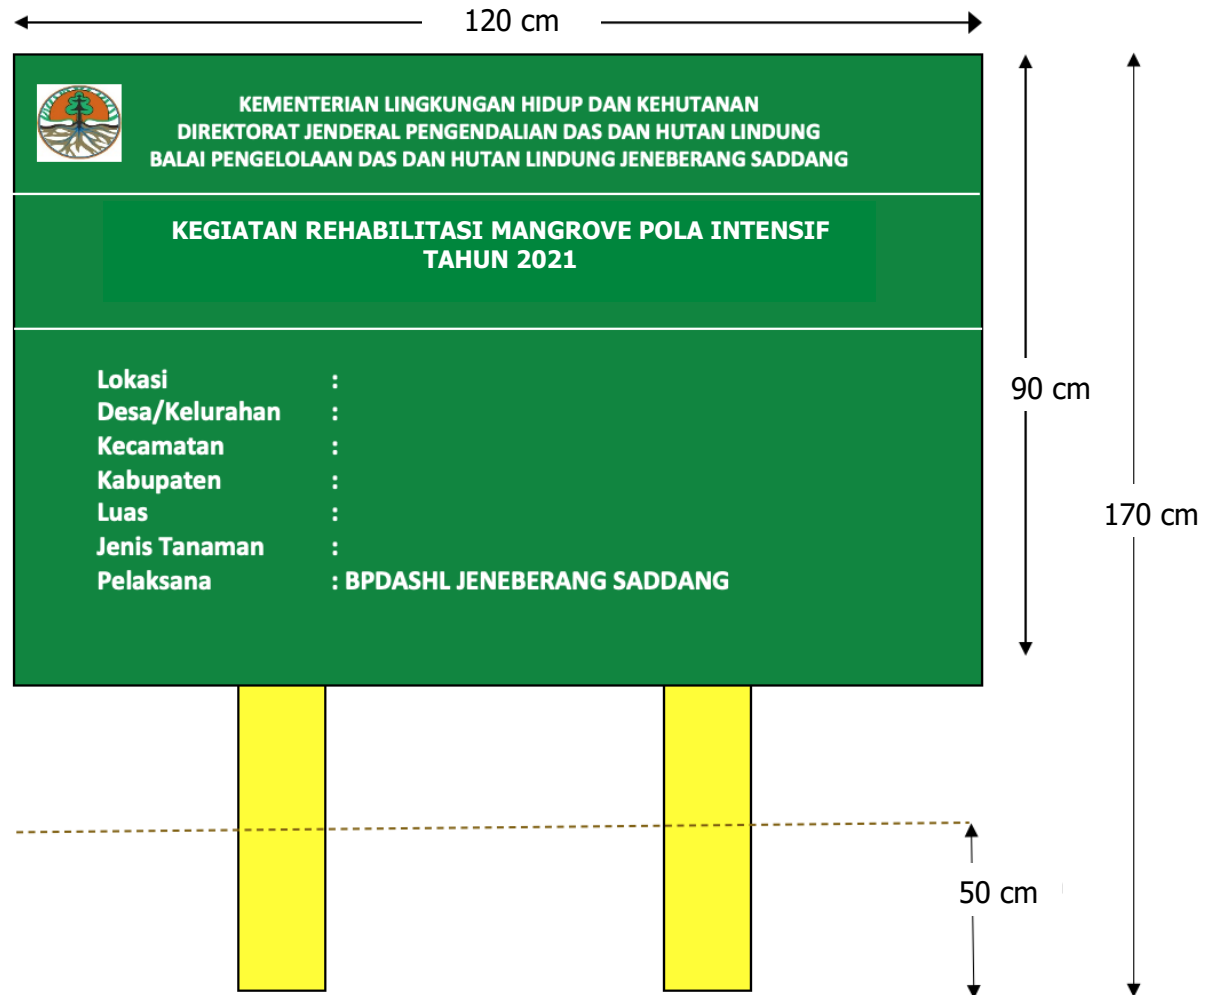 120 cm
KEMENTERIAN LINGKUNGAN HIDUP DAN KEHUTANAN
DIREKTORAT JENDERAL PENGENDALIAN DAS DAN HUTAN LINDUNG
BALAI PENGELOLAAN DAS DAN HUTAN LINDUNG JENEBERANG SADDANG
KEGIATAN REHABILITASI MANGROVE POLA INTENSIF
TAHUN 2021
Lokasi :
Desa/Kelurahan :
Kecamatan :
Kabupaten :
Luas :
Jenis Tanaman :
Pelaksana : BPDASHL JENEBERANG SADDANG
90 cm
170 cm
50 cm